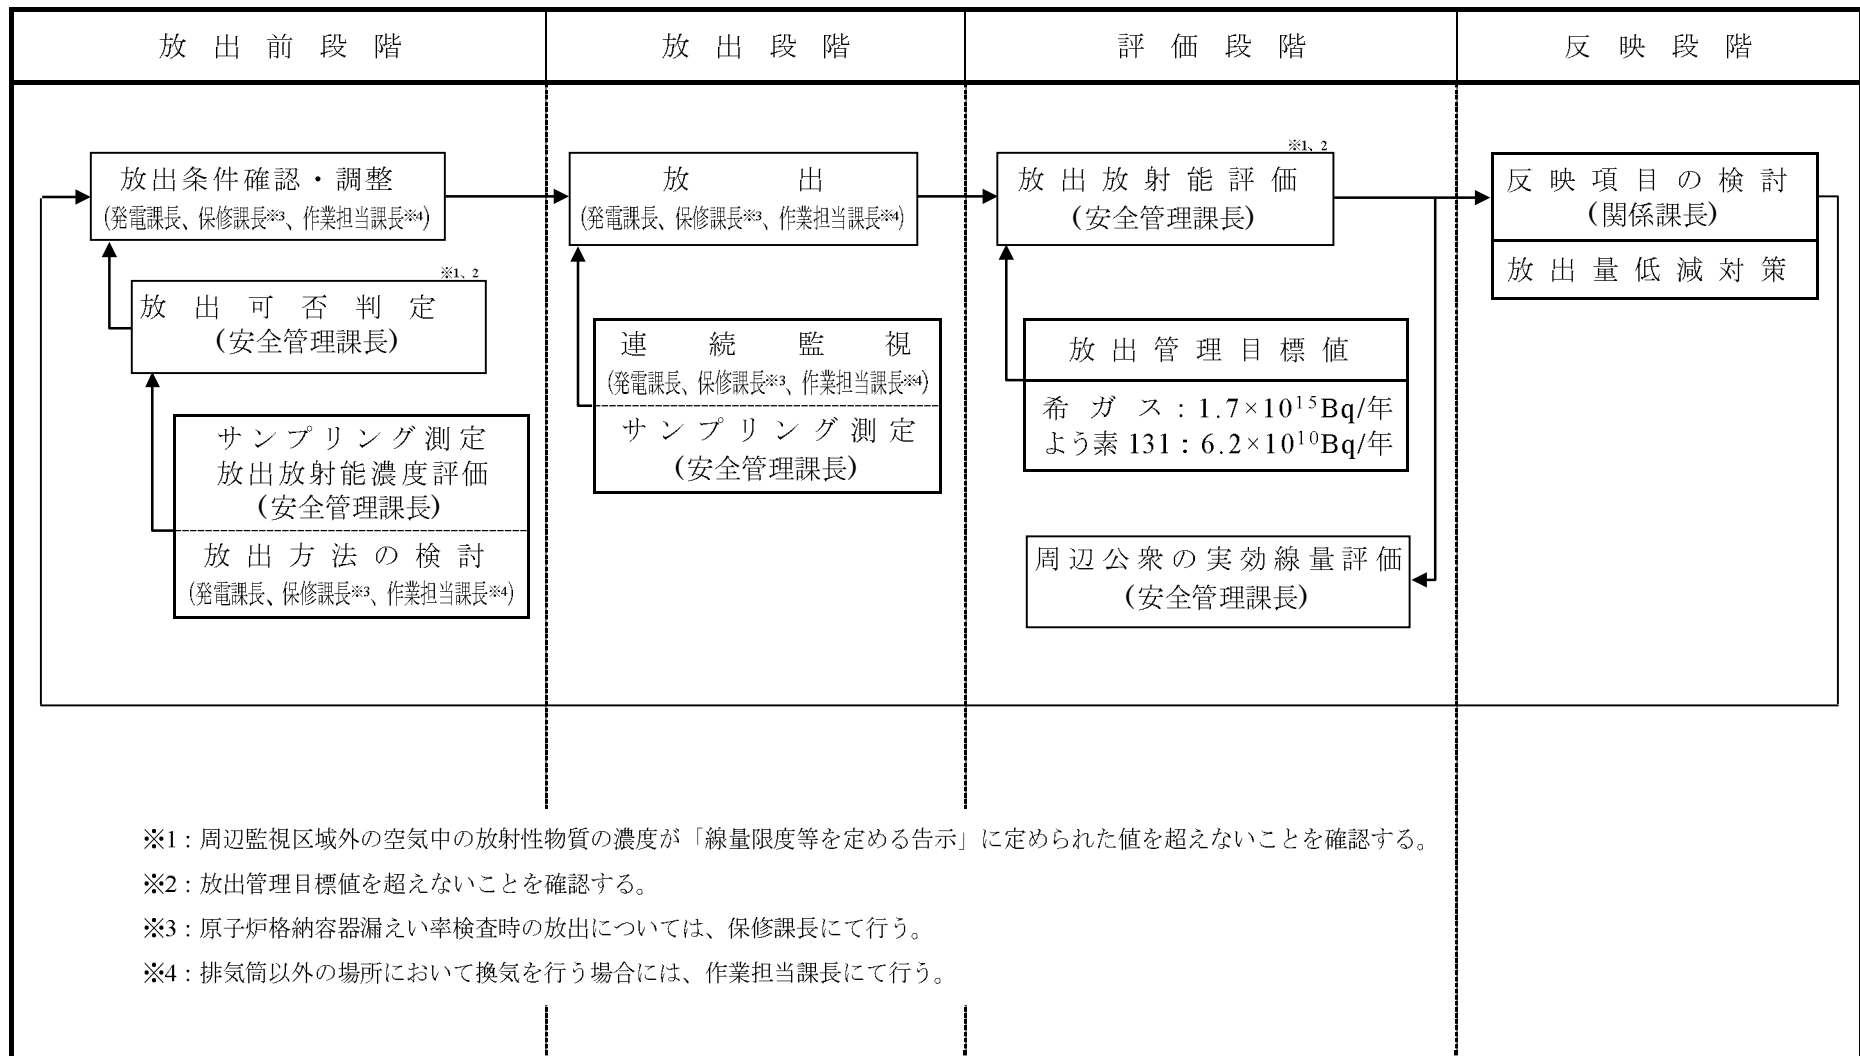 放出前段階
放出段階
評価段階
反映段階
放出条件確認・調整
(発電課長、保修課長※3、作業担当課長※4)
※1、2
放出可否判定
(安全管理課長)
サンプリング測定
放出放射能濃度評価
(安全管理課長)
放出方法の検討
(発電課長、保修課長※3、作業担当課長※4)
放出
(発電課長、保修課長※3、作業担当課長※4)
連続監視
(発電課長、保修課長※3、作業担当課長※4)
サンプリング測定
(安全管理課長)
※1、2
放出放射能評価
(安全管理課長)
放出管理目標値
希ガス：1.7×10¹⁵Bq/年
よう素131：6.2×10¹⁰Bq/年
周辺公衆の実効線量評価
(安全管理課長)
反映項目の検討
(関係課長)
放出量低減対策
※1：周辺監視区域外の空気中の放射性物質の濃度が「線量限度等を定める告示」に定められた値を超えないことを確認する。
※2：放出管理目標値を超えないことを確認する。
※3：原子炉格納容器漏えい率検査時の放出については、保修課長にて行う。
※4：排気筒以外の場所において換気を行う場合には、作業担当課長にて行う。